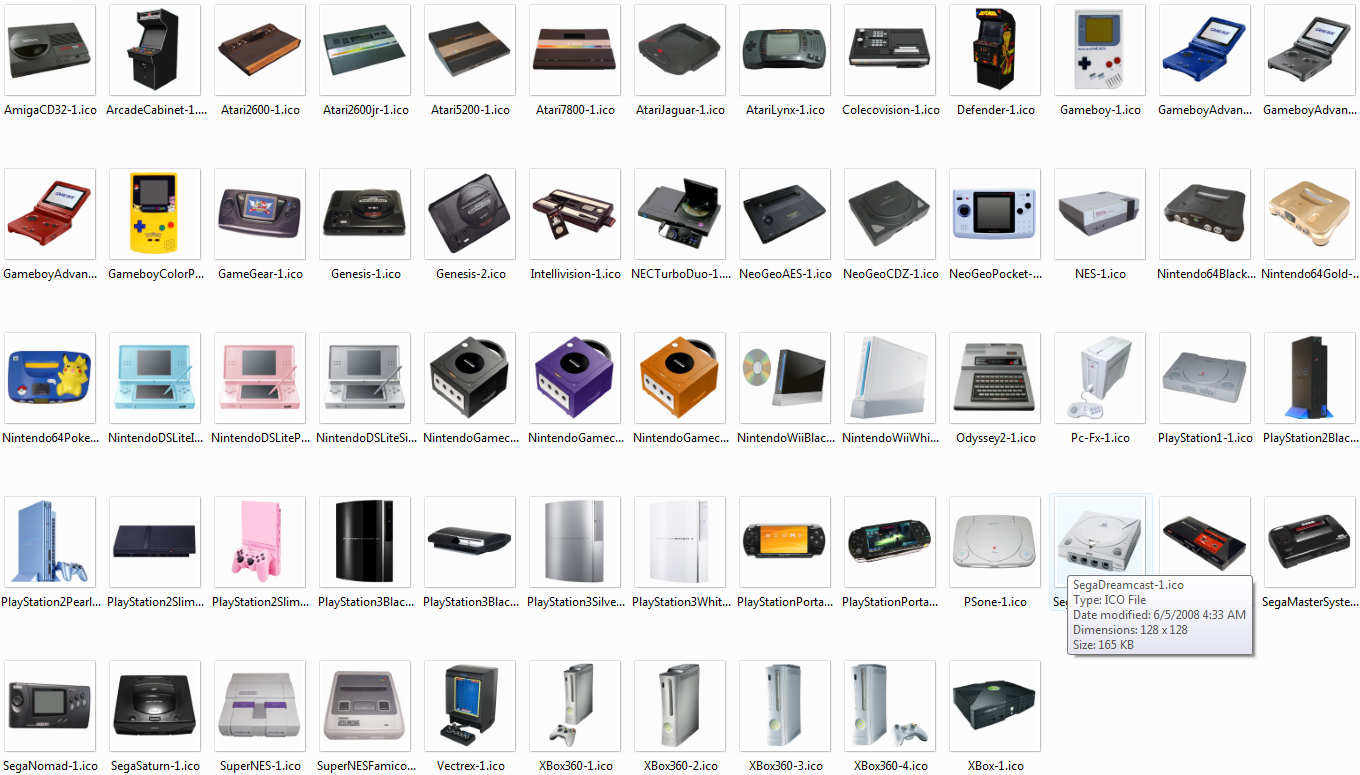 AmigaCD32-1.ico
ArcadeCabinet-1....
Atari2600-1.ico
Atari2600jr-1.ico
Atari5200-1.ico
Atari7800-1.ico
AtariJaguar-1.ico
AtariLynx-1.ico
Colecovision-1.ico
Defender-1.ico
Gameboy-1.ico
GameboyAdvan...
GameboyAdvan...
GameboyAdvan...
GameboyColorP...
GameGear-1.ico
Genesis-1.ico
Genesis-2.ico
Intellivision-1.ico
NECTurboDuo-1....
NeoGeoAES-1.ico
NeoGeoCDZ-1.ico
NeoGeoPocket-...
NES-1.ico
Nintendo64Black...
Nintendo64Gold-...
Nintendo64Poke...
NintendoDSLiteI...
NintendoDSLiteP...
NintendoDSLiteSi...
NintendoGamec...
NintendoGamec...
NintendoGamec...
NintendoWiiBlac...
NintendoWiiWhi...
Odyssey2-1.ico
Pc-Fx-1.ico
PlayStation1-1.ico
PlayStation2Blac...
PlayStation2Pearl...
PlayStation2Slim...
PlayStation2Slim...
PlayStation3Blac...
PlayStation3Blac...
PlayStation3Silve...
PlayStation3Whit...
PlayStationPorta...
PlayStationPorta...
PSone-1.ico
SegaDreamcast-1.ico
Type: ICO File
Date modified: 6/5/2008 4:33 AM
Dimensions: 128 x 128
Size: 165 KB
SegaMasterSyste...
SegaNomad-1.ico
SegaSaturn-1.ico
SuperNES-1.ico
SuperNESFamico...
Vectrex-1.ico
XBox360-1.ico
XBox360-2.ico
XBox360-3.ico
XBox360-4.ico
XBox-1.ico